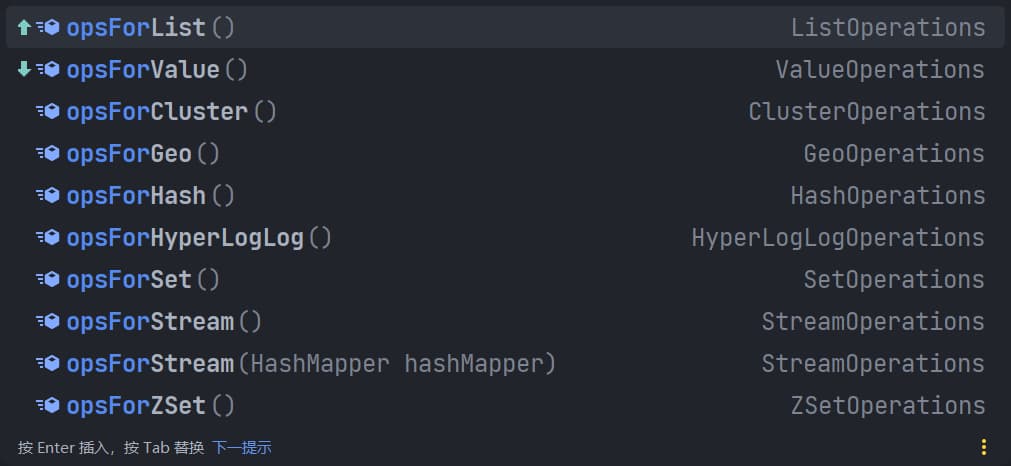 opsForList() ListOperations
opsForValue() ValueOperations
opsForCluster() ClusterOperations
opsForGeo() GeoOperations
opsForHash() HashOperations
opsForHyperLogLog() HyperLogLogOperations
opsForSet() SetOperations
opsForStream() StreamOperations
opsForStream(HashMapper hashMapper) StreamOperations
opsForZSet() ZSetOperations
按 Enter 插入，按 Tab 替换 下一提示